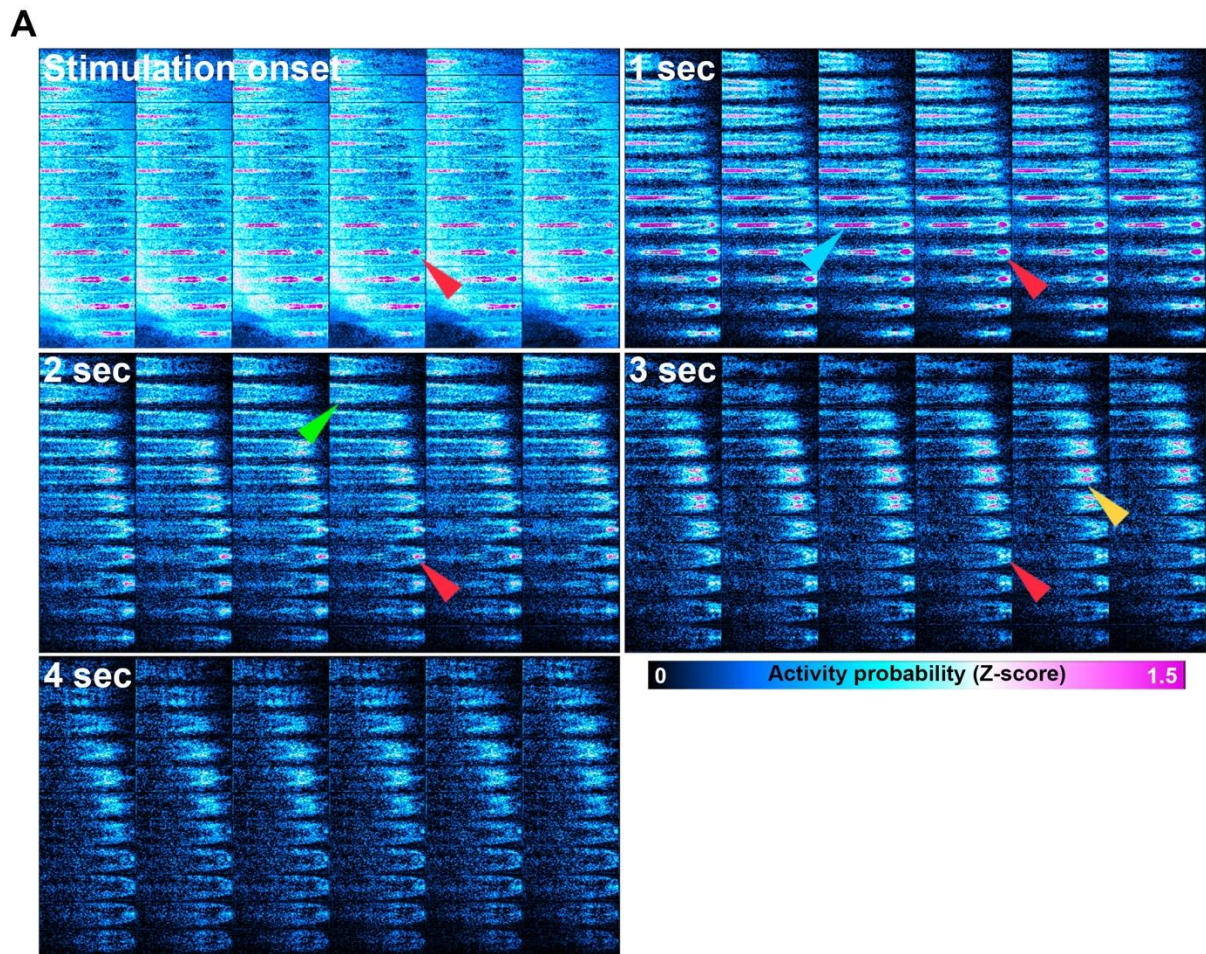 A
Stimulation onset
1 sec
2 sec
3 sec
0 Activity probability (Z-score) 1.5
4 sec